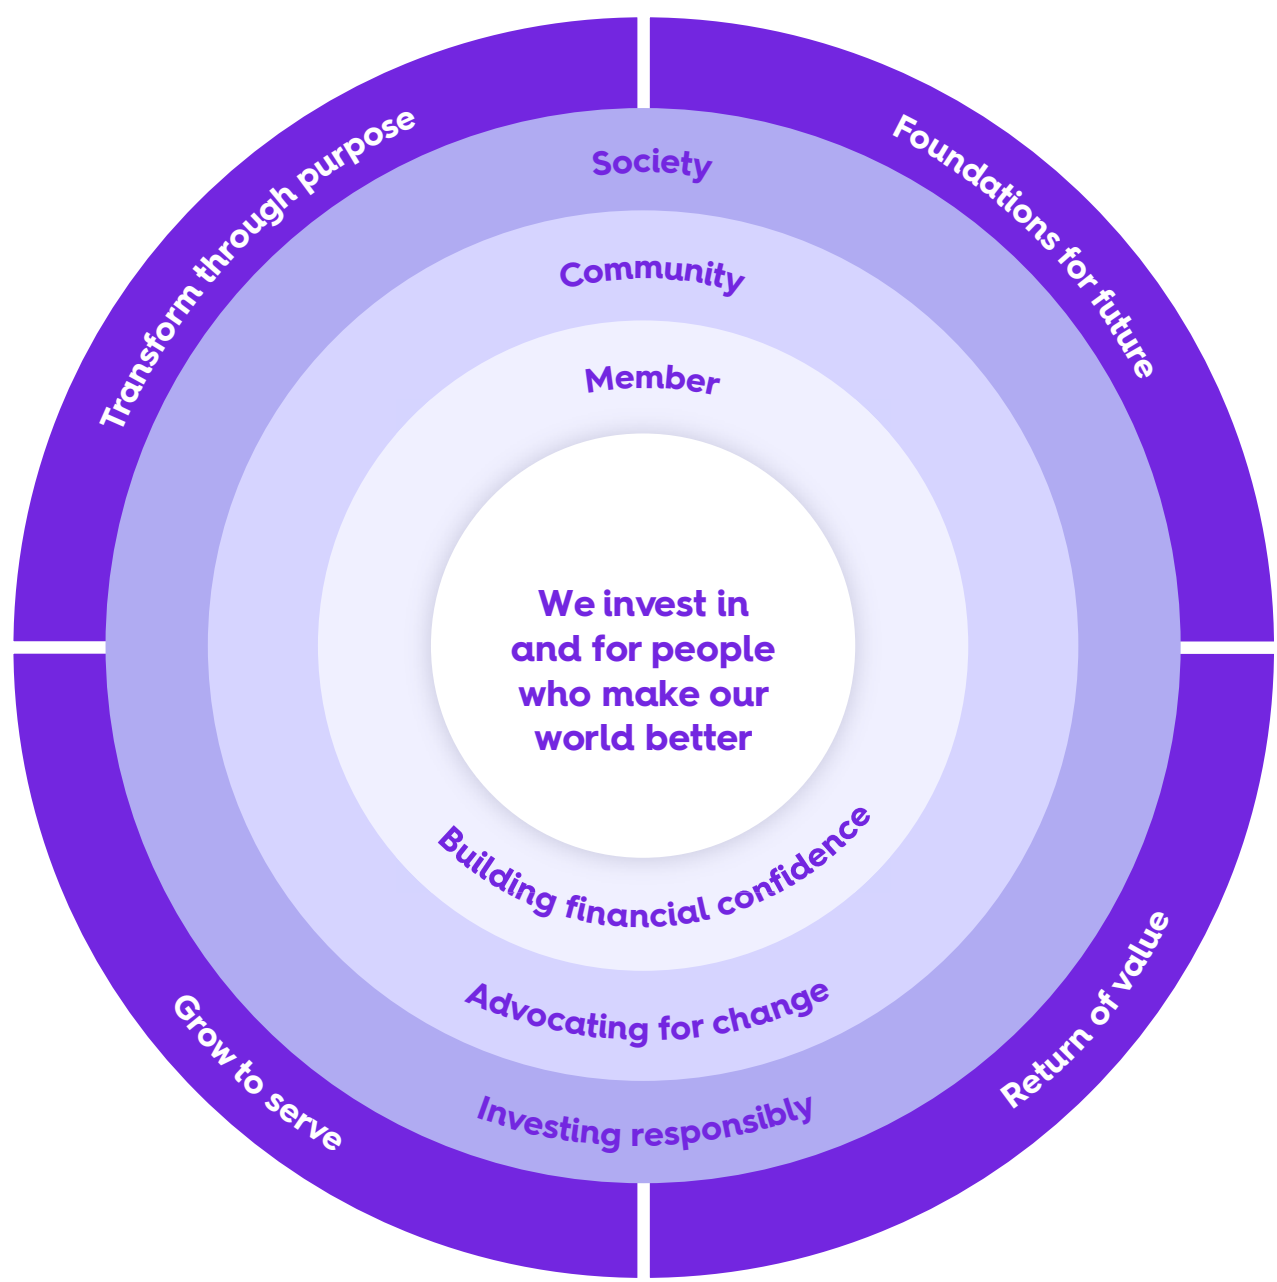 Transform through purpose
Foundations for future
Society
Community
Member
We invest in
and for people
who make our
world better
Building financial confidence
Advocating for change
Investing responsibly
Grow to serve
Return of value